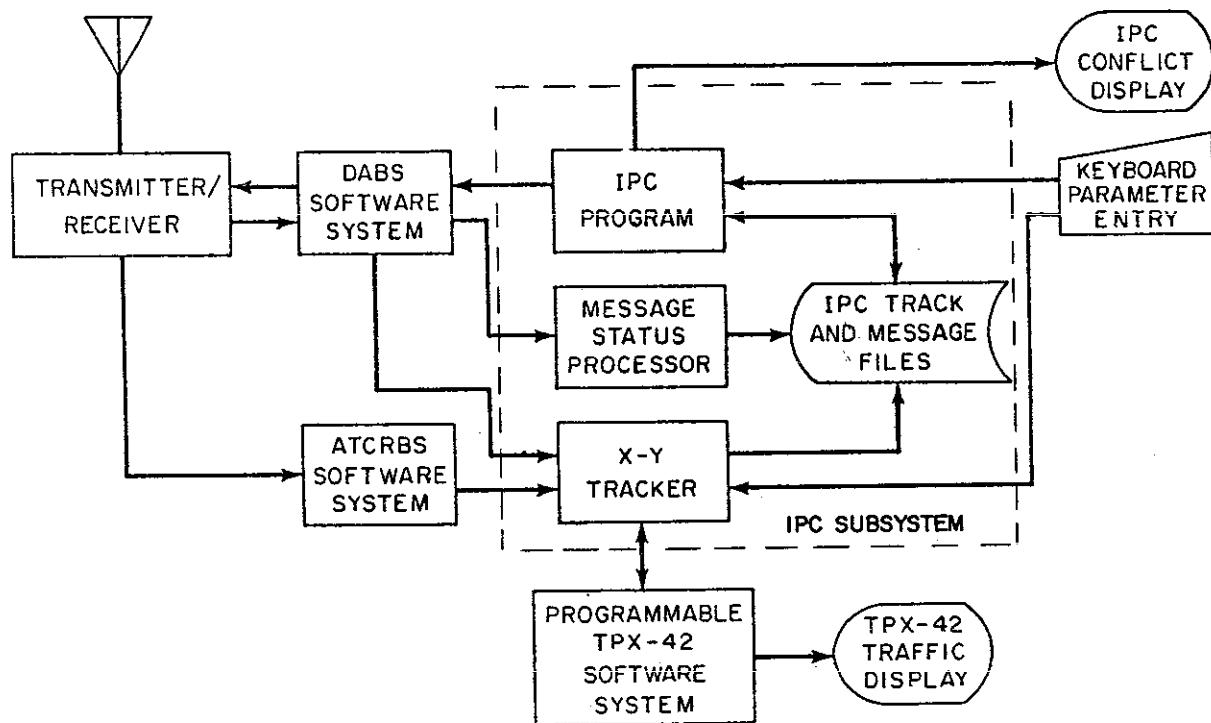 IPC
CONFLICT
DISPLAY
TRANSMITTER/
RECEIVER
DABS
SOFTWARE
SYSTEM
IPC
PROGRAM
KEYBOARD
PARAMETER
ENTRY
MESSAGE
STATUS
PROCESSOR
IPC TRACK
AND MESSAGE
FILES
ATCRBS
SOFTWARE
SYSTEM
X-Y
TRACKER
IPC SUBSYSTEM
PROGRAMMABLE
TPX-42
SOFTWARE
SYSTEM
TPX-42
TRAFFIC
DISPLAY